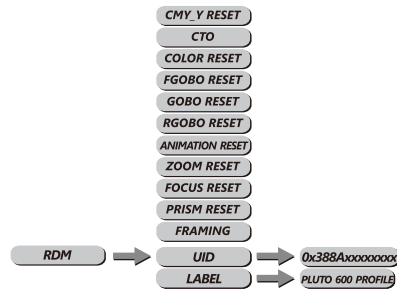 CMY_Y RESET
CTO
COLOR RESET
FGOBO RESET
GOBO RESET
RGOBO RESET
ANIMATION RESET
ZOOM RESET
FOCUS RESET
PRISM RESET
FRAMING
RDM UID 0x388Axxxxxxxx
LABEL PLUTO 600 PROFILE